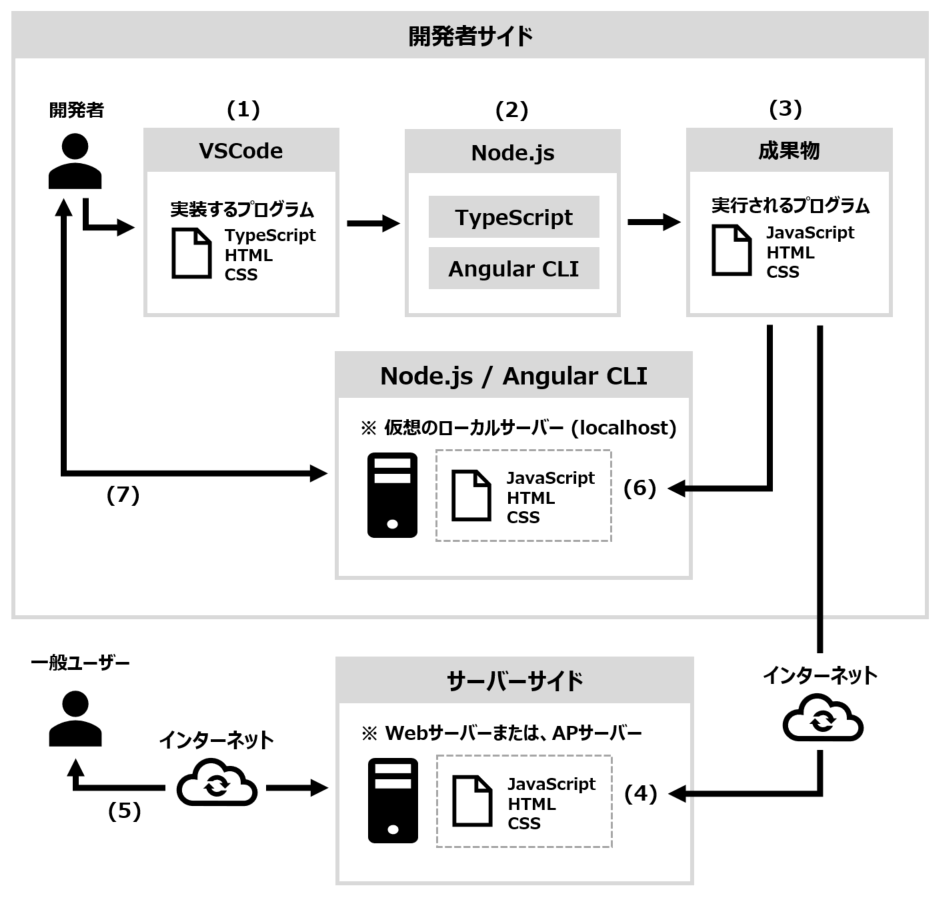 開発者サイド
開発者
(1)
VSCode
実装するプログラム
TypeScript
HTML
CSS
(2)
Node.js
TypeScript
Angular CLI
(3)
成果物
実行されるプログラム
JavaScript
HTML
CSS
Node.js / Angular CLI
※ 仮想のローカルサーバー (localhost)
JavaScript
HTML
CSS
(6)
(7)
一般ユーザー
インターネット
(5)
サーバーサイド
※ Webサーバーまたは、APサーバー
JavaScript
HTML
CSS
(4)
インターネット